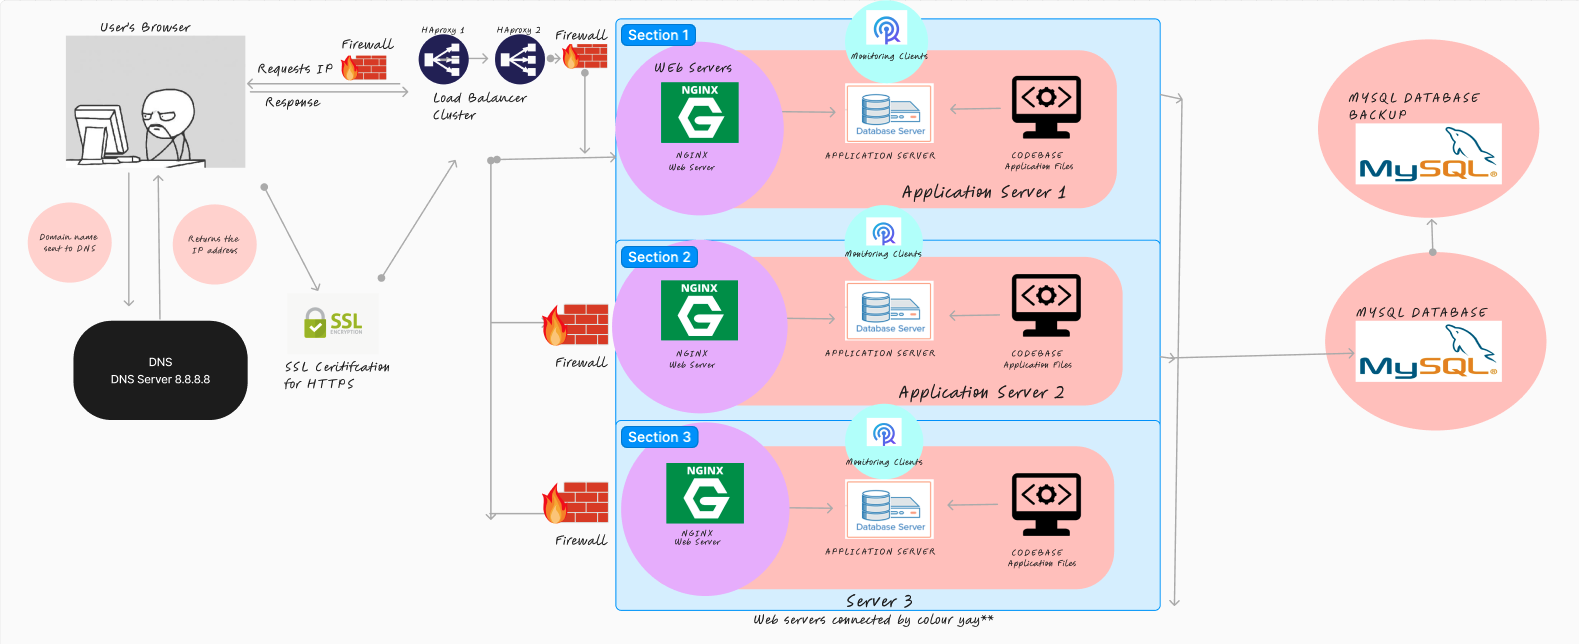 User's Browser
Requests IP
Response
Firewall
HAproxy 1
HAproxy 2
Load Balancer
Cluster
Firewall
Domain name
sent to DNS
Returns the
IP address
DNS
DNS Server 8.8.8.8
SSL
ENCRYPTION
SSL Ceritifcation
for HTTPS
Firewall
Firewall
Section 1
WEb Servers
NGINX
NGINX
Web Server
Monitoring Clients
Database Server
APPLICATION SERVER
CODEBASE
Application Files
Application Server 1
Section 2
NGINX
NGINX
Web Server
Monitoring Clients
Database Server
APPLICATION SERVER
CODEBASE
Application Files
Application Server 2
Section 3
NGINX
NGINX
Web Server
Monitoring Clients
Database Server
APPLICATION SERVER
CODEBASE
Application Files
Server 3
Web servers connected by colour yay**
MYSQL DATABASE
BACKUP
MySQL®
MYSQL DATABASE
MySQL®